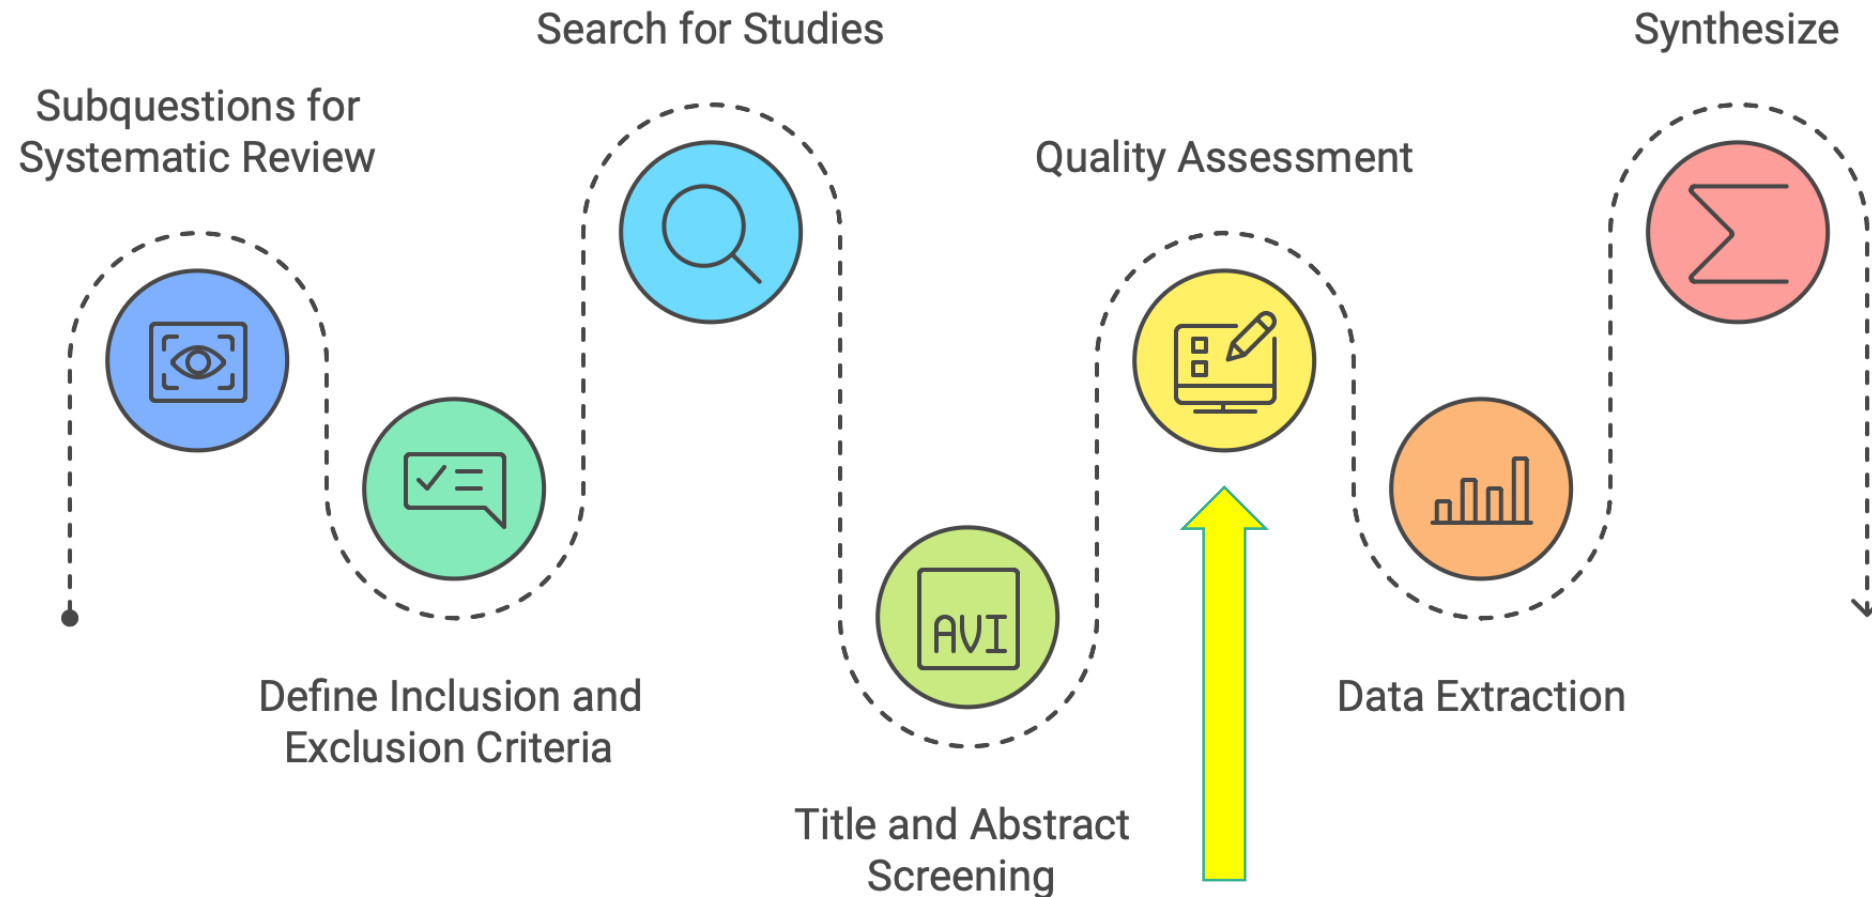 Subquestions for
Systematic Review
Define Inclusion and
Exclusion Criteria
Search for Studies
AVI
Title and Abstract
Screening
Quality Assessment
Data Extraction
Synthesize